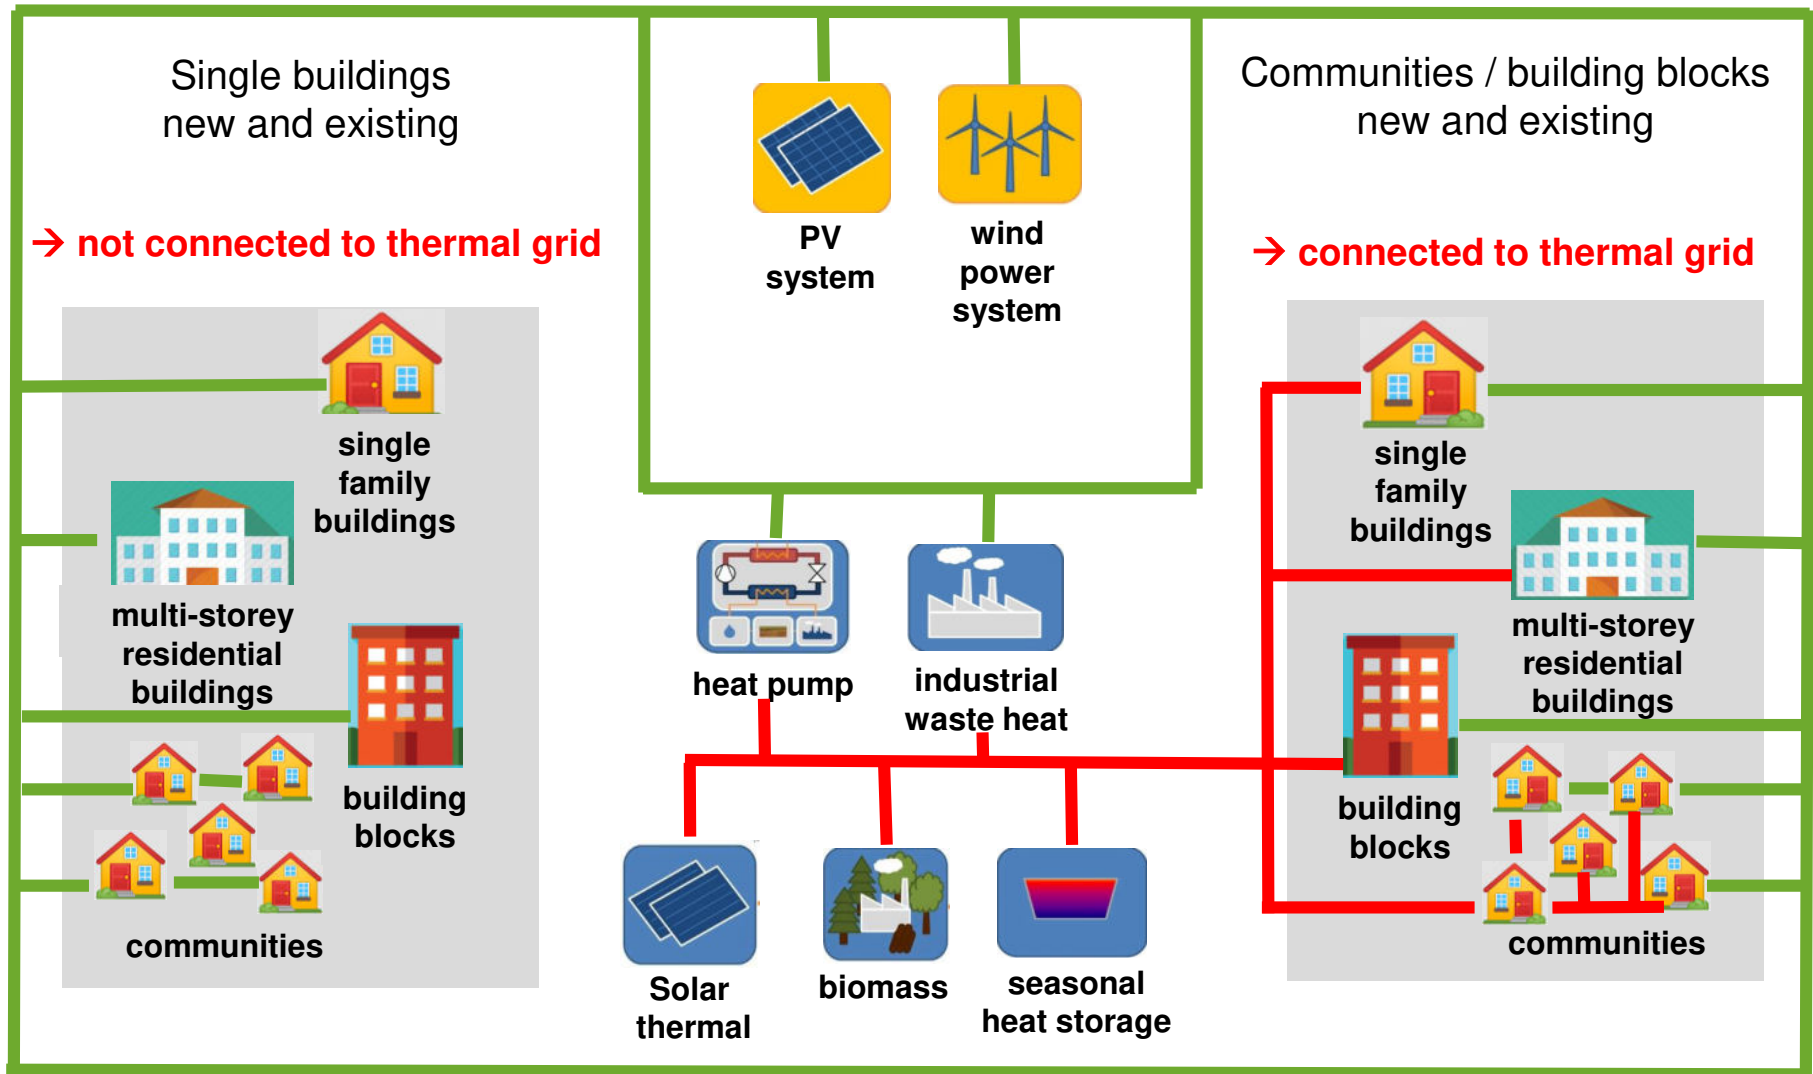 Single buildings
new and existing
→ not connected to thermal grid
single
family
buildings
multi-storey
residential
buildings
building
blocks
communities
PV
system
wind
power
system
heat pump
industrial
waste heat
Solar
thermal
biomass
seasonal
heat storage
Communities / building blocks
new and existing
→ connected to thermal grid
single
family
buildings
multi-storey
residential
buildings
building
blocks
communities